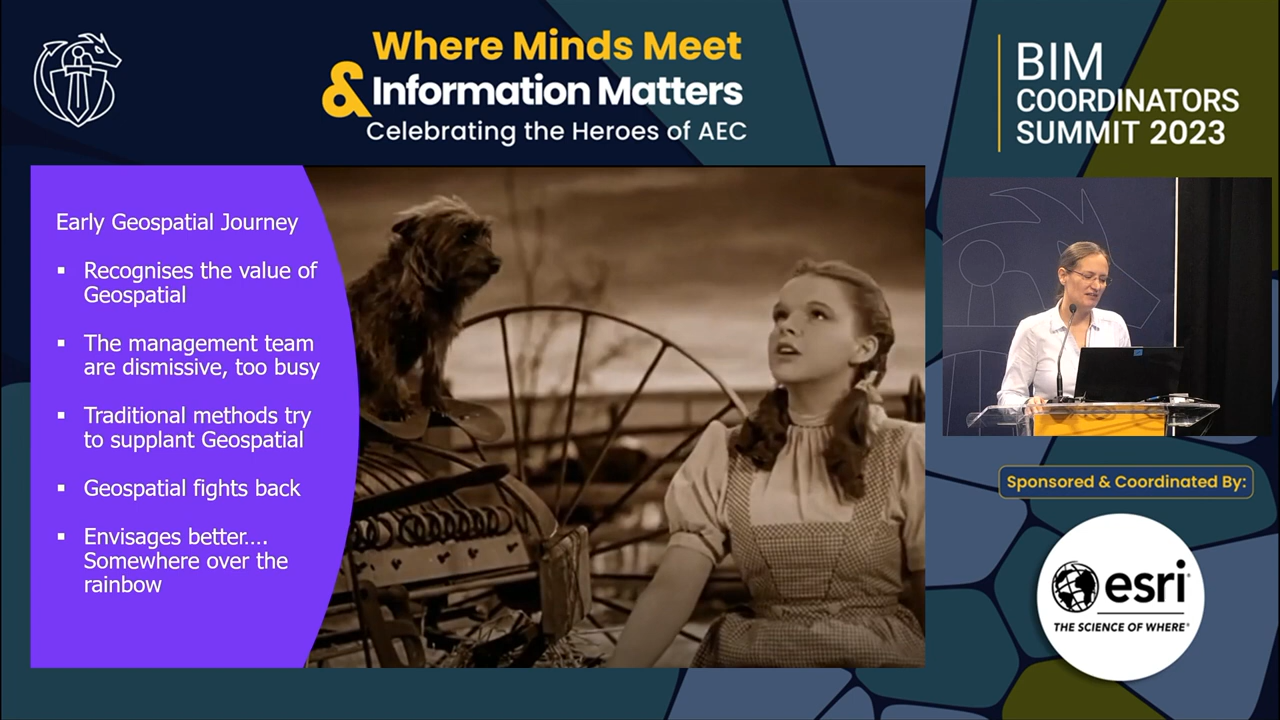 Where Minds Meet
& Information Matters
Celebrating the Heroes of AEC
BIM
COORDINATORS
SUMMIT 2023
Early Geospatial Journey
▪ Recognises the value of
Geospatial
▪ The management team
are dismissive, too busy
▪ Traditional methods try
to supplant Geospatial
▪ Geospatial fights back
▪ Envisages better....
Somewhere over the
rainbow
Sponsored & Coordinated By:
esri
THE SCIENCE OF WHERE®